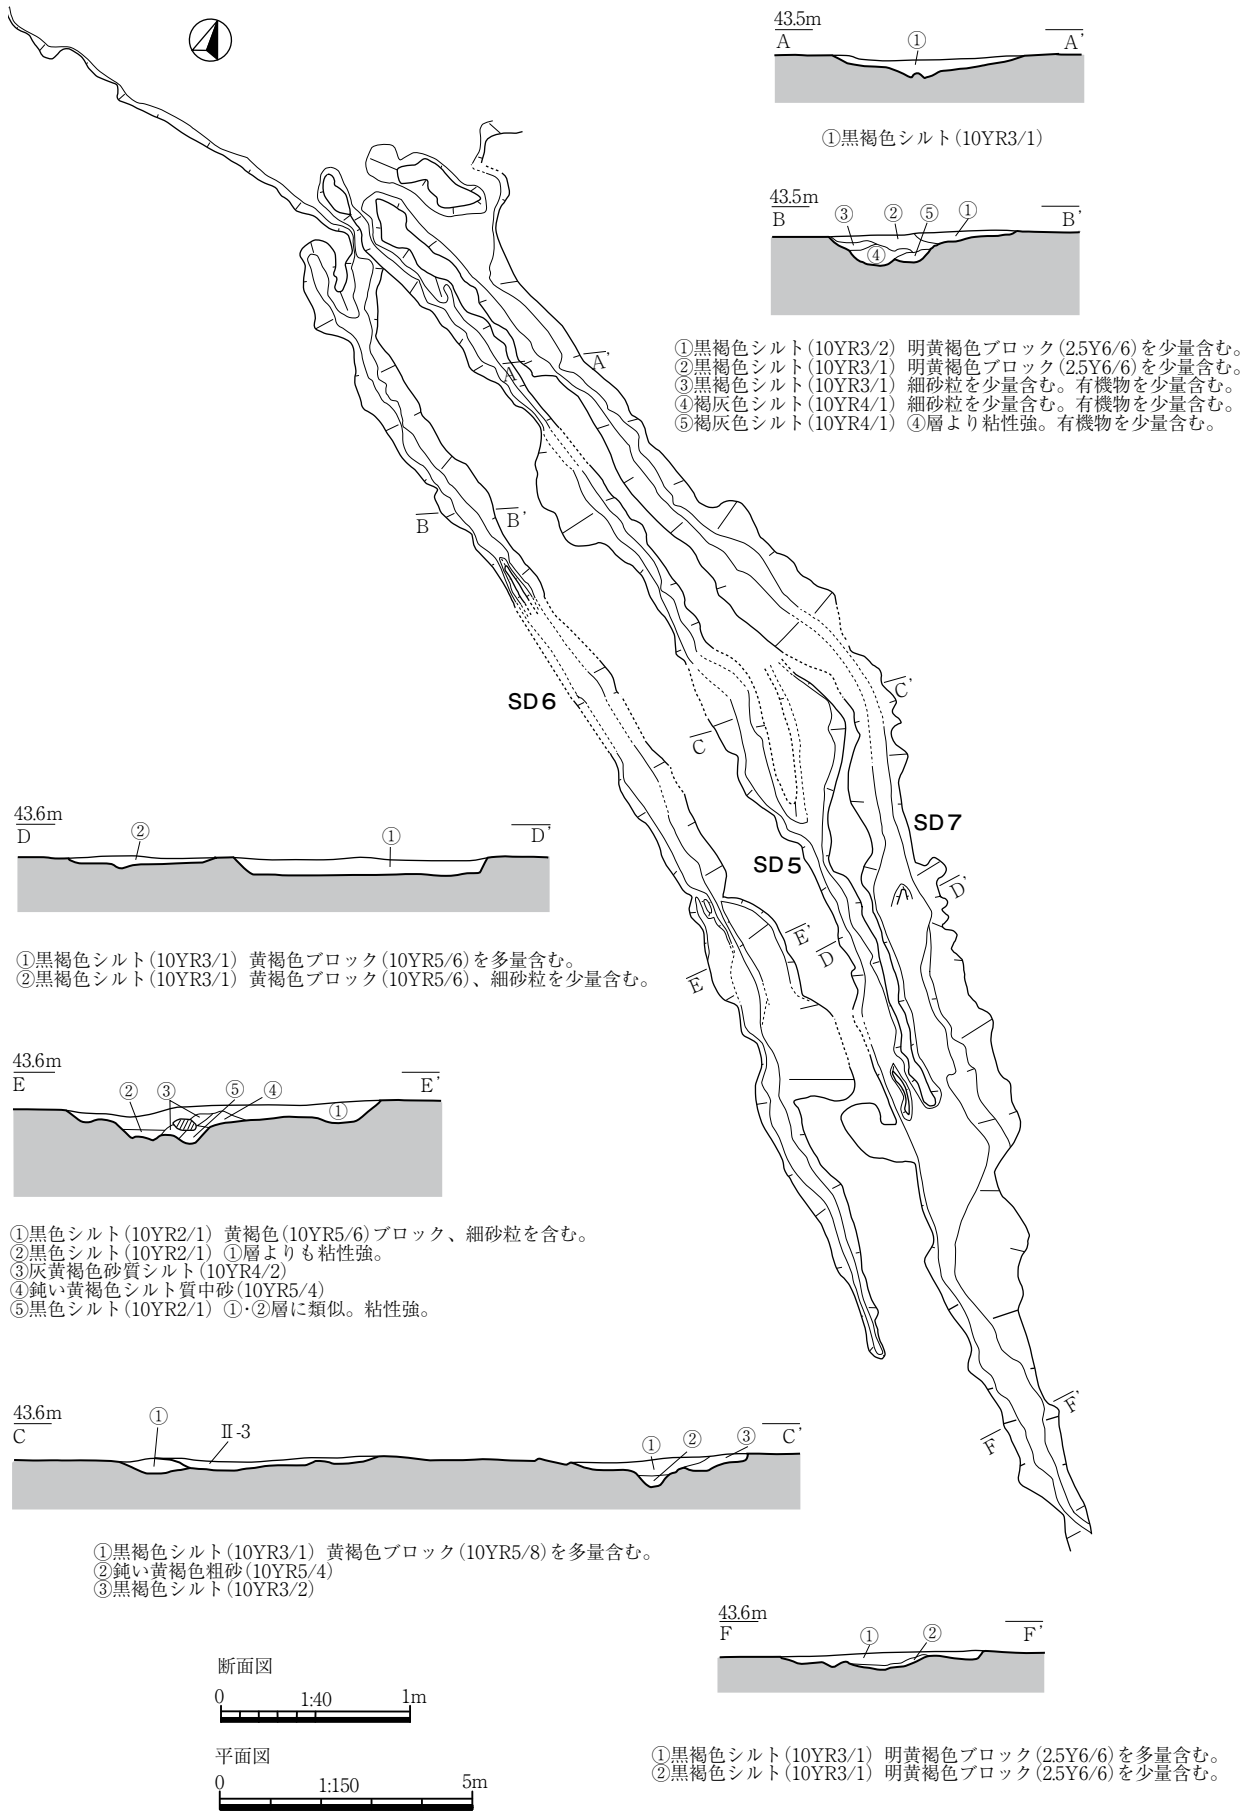 43.5m
A A'
①
①黒褐色シルト(10YR3/1)
43.5m
B B'
③ ② ⑤ ①
④
①黒褐色シルト(10YR3/2) 明黄褐色ブロック(2.5Y6/6)を少量含む。
②黒褐色シルト(10YR3/1) 明黄褐色ブロック(2.5Y6/6)を少量含む。
③黒褐色シルト(10YR3/1) 細砂粒を少量含む。有機物を少量含む。
④褐灰色シルト(10YR4/1) 細砂粒を少量含む。有機物を少量含む。
⑤褐灰色シルト(10YR4/1) ④層より粘性強。有機物を少量含む。
A A'
B B'
SD6
C C'
SD7
SD5
D D'
E E'
F F'
43.6m
D D'
② ①
①黒褐色シルト(10YR3/1) 黄褐色ブロック(10YR5/6)を多量含む。
②黒褐色シルト(10YR3/1) 黄褐色ブロック(10YR5/6)、細砂粒を少量含む。
43.6m
E E'
② ③ ⑤ ④ ①
①黒色シルト(10YR2/1) 黄褐色(10YR5/6)ブロック、細砂粒を含む。
②黒色シルト(10YR2/1) ①層よりも粘性強。
③灰黄褐色砂質シルト(10YR4/2)
④鈍い黄褐色シルト質中砂(10YR5/4)
⑤黒色シルト(10YR2/1) ①・②層に類似。粘性強。
43.6m
C C'
① Ⅱ-3 ① ② ③
①黒褐色シルト(10YR3/1) 黄褐色ブロック(10YR5/8)を多量含む。
②鈍い黄褐色粗砂(10YR5/4)
③黒褐色シルト(10YR3/2)
43.6m
F F'
① ②
①黒褐色シルト(10YR3/1) 明黄褐色ブロック(2.5Y6/6)を多量含む。
②黒褐色シルト(10YR3/1) 明黄褐色ブロック(2.5Y6/6)を少量含む。
断面図
0 1:40 1m
平面図
0 1:150 5m